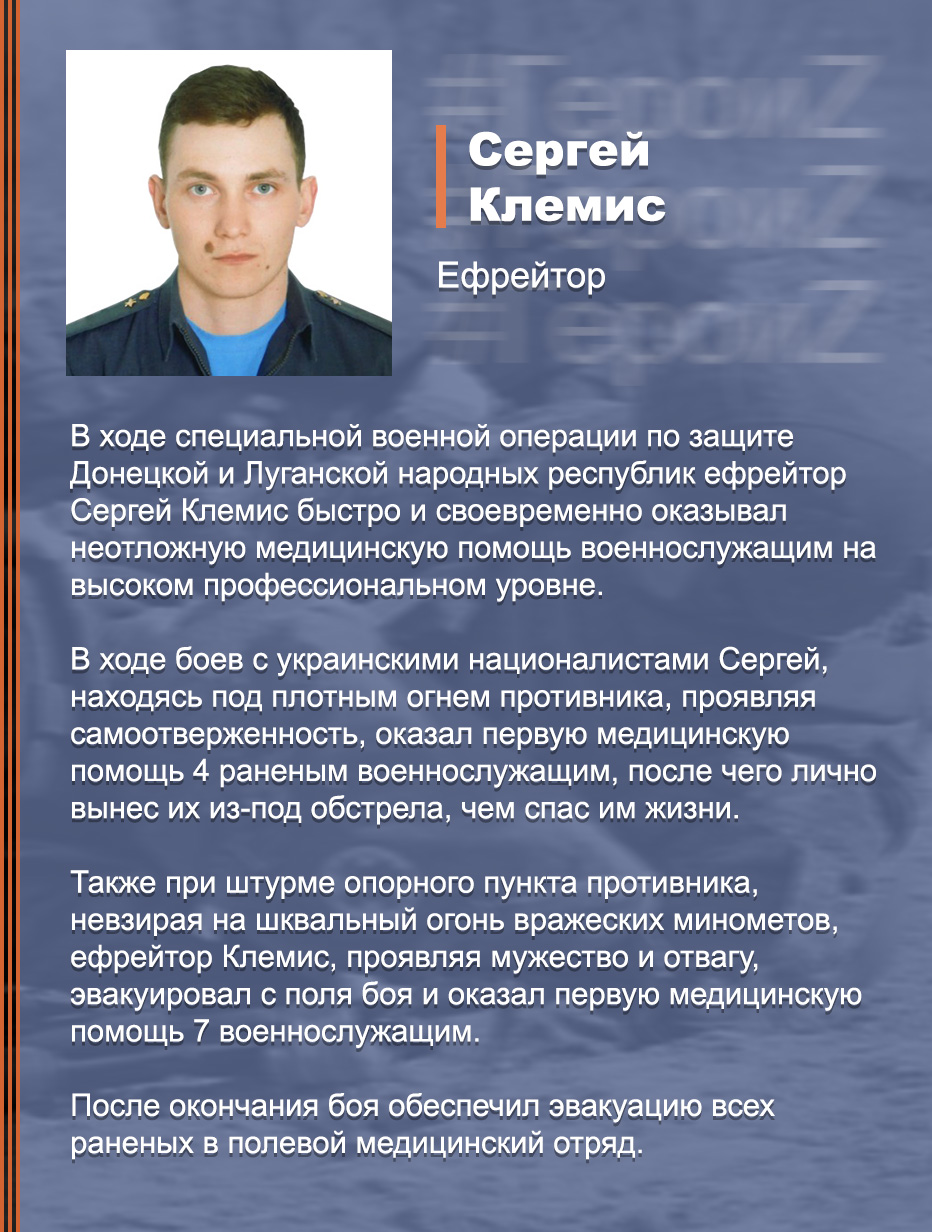 #ГероиZ
#ГероиZ
#ГероиZ
Сергей
Клемис
Ефрейтор
В ходе специальной военной операции по защите
Донецкой и Луганской народных республик ефрейтор
Сергей Клемис быстро и своевременно оказывал
неотложную медицинскую помощь военнослужащим на
высоком профессиональном уровне.
В ходе боев с украинскими националистами Сергей,
находясь под плотным огнем противника, проявляя
самоотверженность, оказал первую медицинскую
помощь 4 раненым военнослужащим, после чего лично
вынес их из-под обстрела, чем спас им жизни.
Также при штурме опорного пункта противника,
невзирая на шквальный огонь вражеских минометов,
ефрейтор Клемис, проявляя мужество и отвагу,
эвакуировал с поля боя и оказал первую медицинскую
помощь 7 военнослужащим.
После окончания боя обеспечил эвакуацию всех
раненых в полевой медицинский отряд.